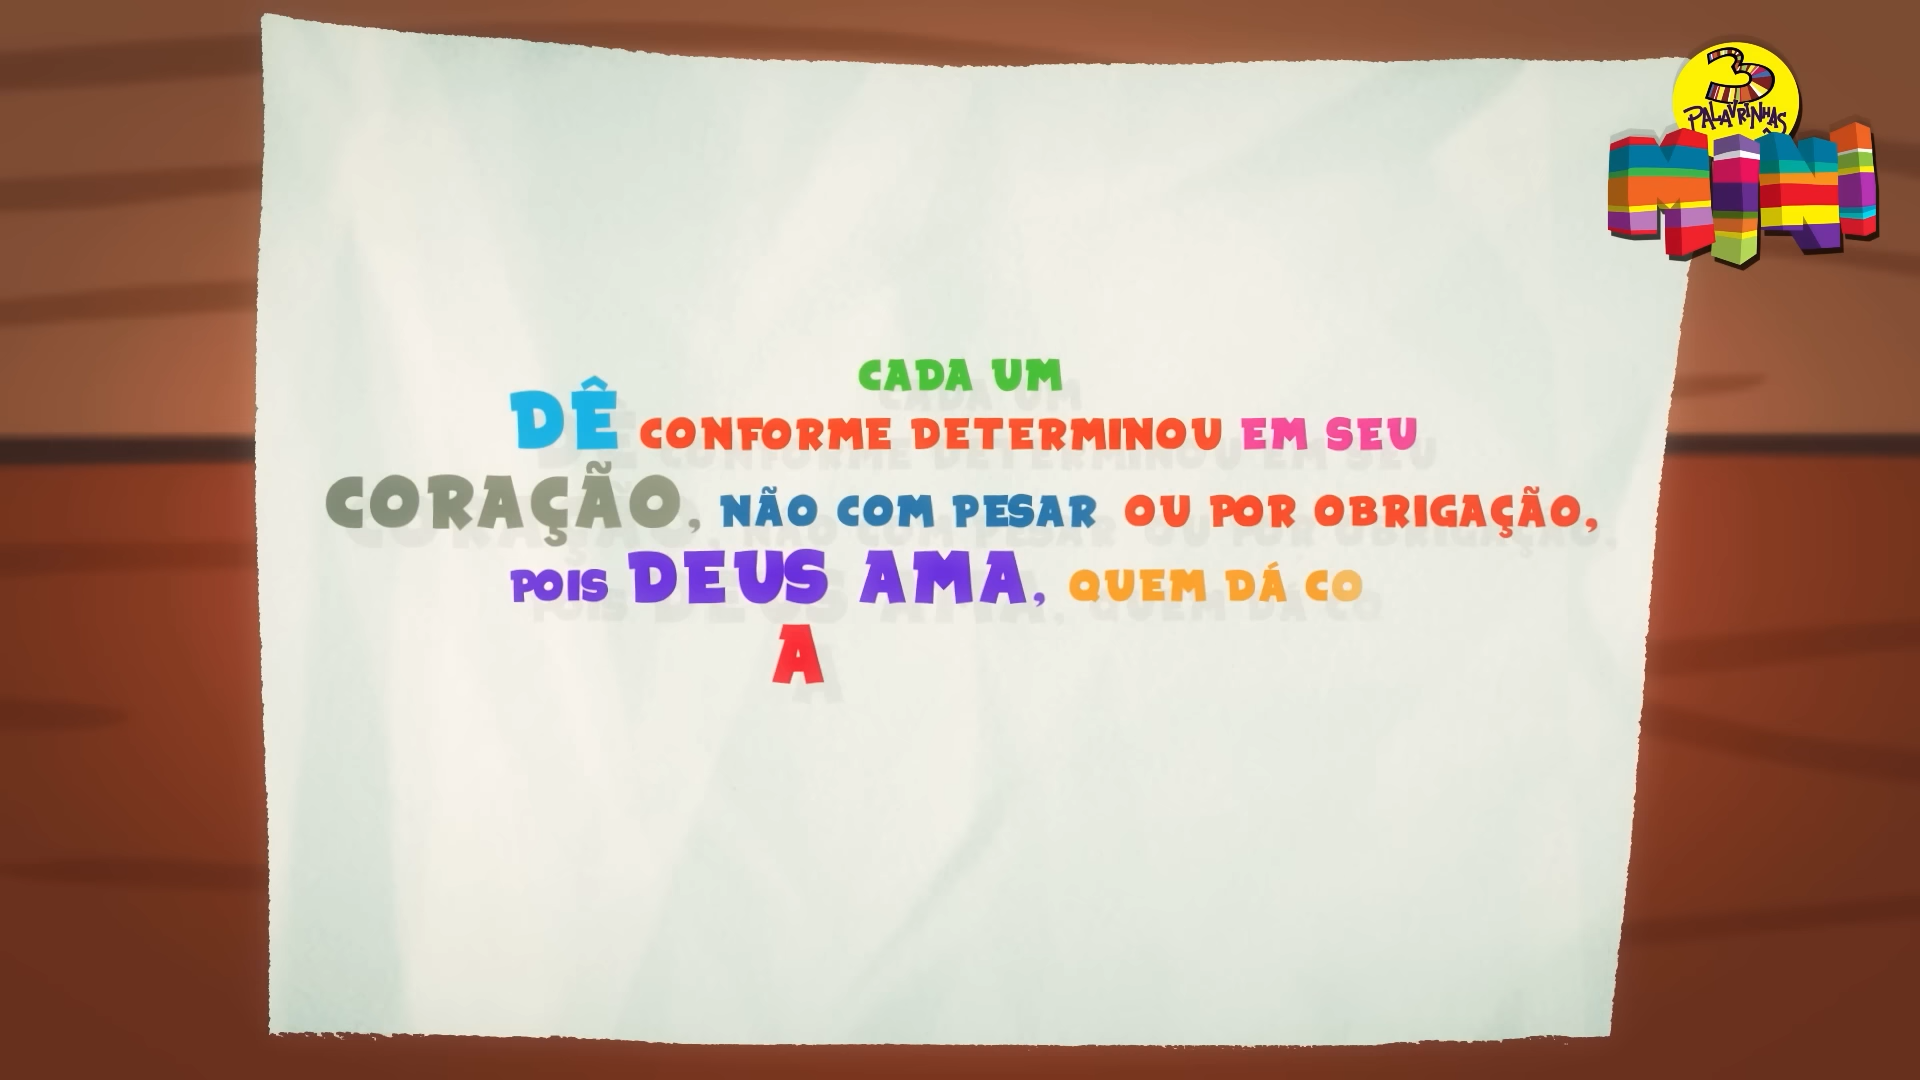 3
PALAVRINHAS
MINI
CADA UM
DÊ CONFORME DETERMINOU EM SEU
CORAÇÃO, NÃO COM PESAR OU POR OBRIGAÇÃO,
POIS DEUS AMA, QUEM DÁ CO
A